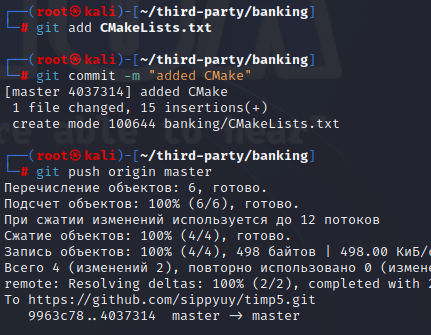 ┌──(root㉿kali)-[~/third-party/banking]
└─# git add CMakeLists.txt
┌──(root㉿kali)-[~/third-party/banking]
└─# git commit -m "added CMake"
[master 4037314] added CMake
1 file changed, 15 insertions(+)
create mode 100644 banking/CMakeLists.txt
┌──(root㉿kali)-[~/third-party/banking]
└─# git push origin master
Перечисление объектов: 6, готово.
Подсчет объектов: 100% (6/6), готово.
При сжатии изменений используется до 12 потоков
Сжатие объектов: 100% (4/4), готово.
Запись объектов: 100% (4/4), 498 байтов | 498.00 КиБ/с
Всего 4 (изменений 2), повторно использовано 0 (измене
remote: Resolving deltas: 100% (2/2), completed with 2
To https://github.com/sippyuy/timp5.git
9963c78..4037314 master -> master